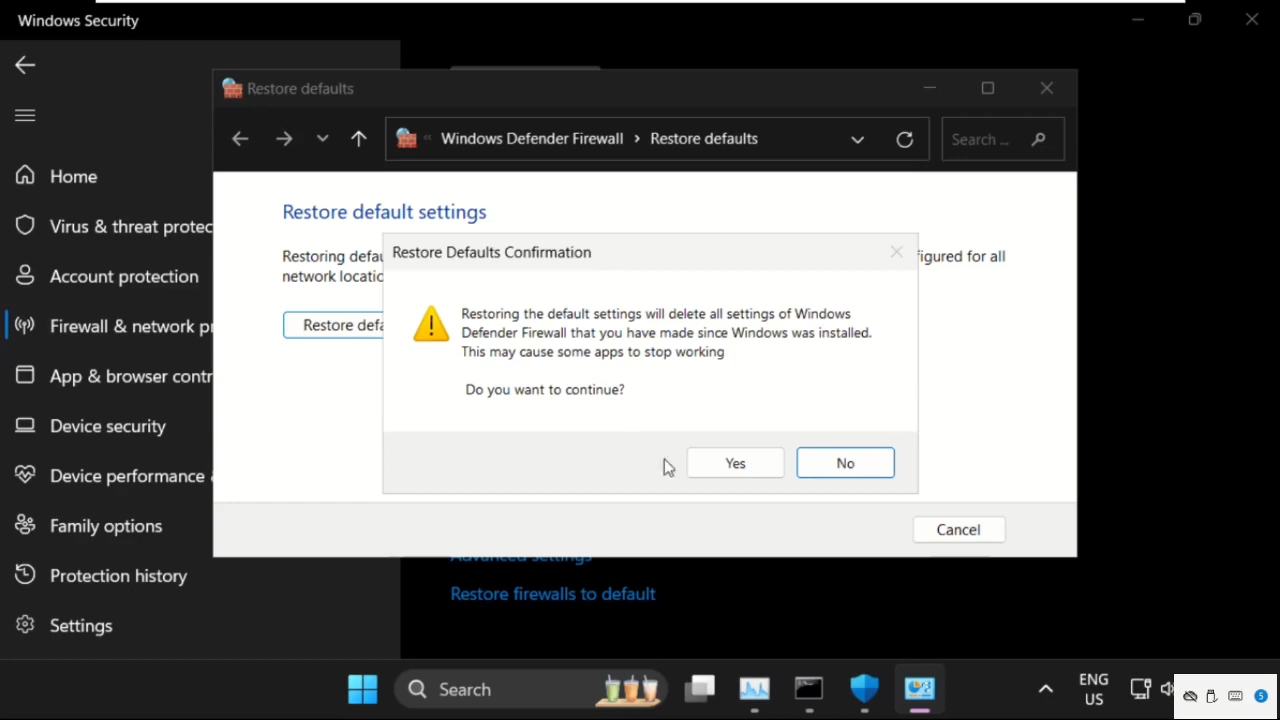 Windows Security
Restore defaults
« Windows Defender Firewall > Restore defaults
Search ...
Home
Virus & threat protec
Account protection
Firewall & network pr
App & browser contr
Device security
Device performance
Family options
Protection history
Settings
Restore default settings
Restoring defau
figured for all
network locatio
Restore defa
Restore Defaults Confirmation
Restoring the default settings will delete all settings of Windows
Defender Firewall that you have made since Windows was installed.
This may cause some apps to stop working
Do you want to continue?
Yes
No
Cancel
Advanced settings
Restore firewalls to default
Search
ENG
US
5